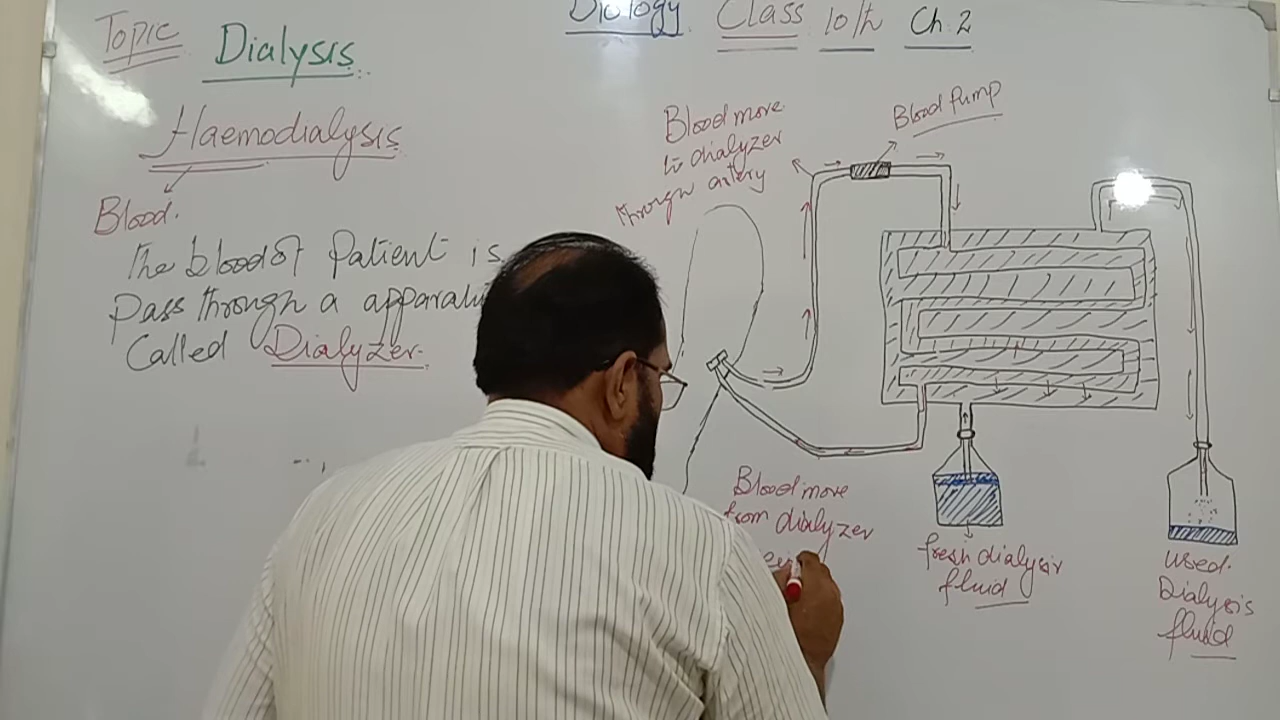 Topic
Dialysis
Biology Class 10th Ch. 2
Haemodialysis
Blood.
The blood of Patient is
Pass through a apparatu
Called Dialyzer.
Blood move
to dialyzer
through artery
Blood Pump
Blood move
from dialyzer
fresh dialysis
fluid
used.
Dialysis
fluid